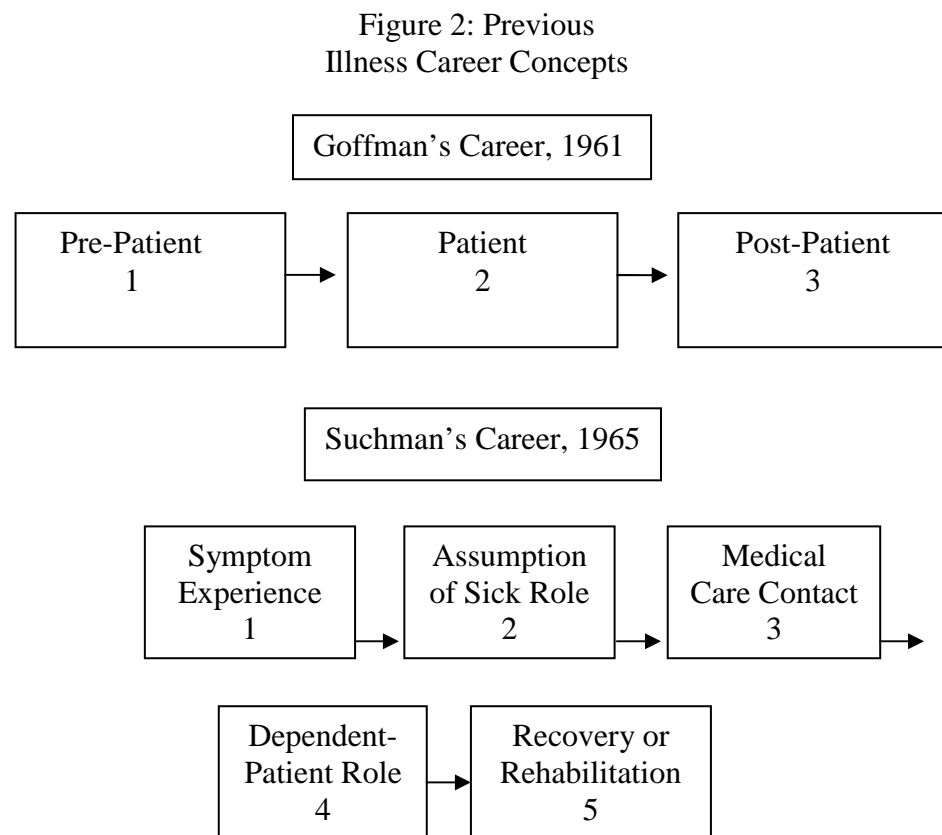 Figure 2: Previous
Illness Career Concepts
Goffman’s Career, 1961
Pre-Patient
1
Patient
2
Post-Patient
3
Suchman’s Career, 1965
Symptom
Experience
1
Assumption
of Sick Role
2
Medical
Care Contact
3
Dependent-
Patient Role
4
Recovery or
Rehabilitation
5